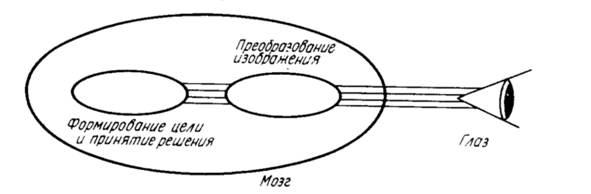 Преобразование
изображения
Формирование цели
и принятие решения
Глаз
Мозг